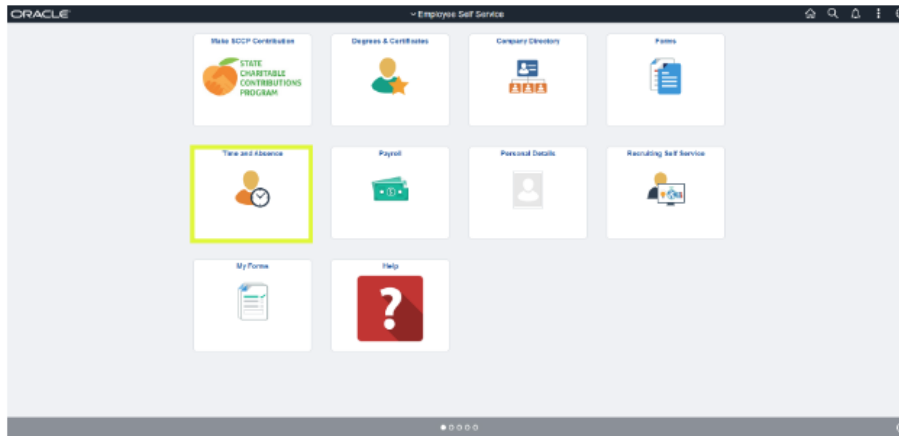 ORACLE
Employee Self Service
Make SCCP Contribution
Degrees & Certificates
Company Directory
Forms
STATE
CHARITABLE
CONTRIBUTIONS
PROGRAM
Time and Absence
Payroll
Personal Details
Recruiting Self Service
$
My Forms
Help
?